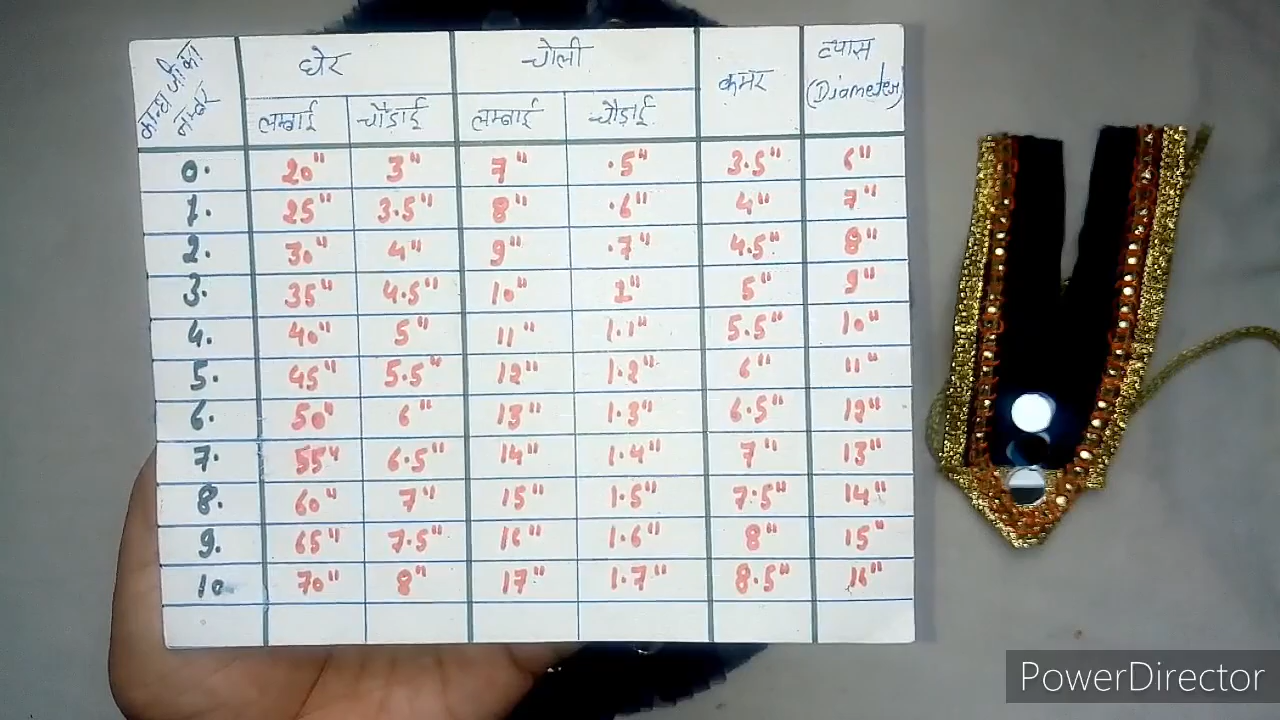 कान्हा जी का नम्बर घेर चोली कमर व्यास (Diameter)
लम्बाई चौड़ाई लम्बाई चौड़ाई
0. 20" 3" 7" .5" 3.5" 6"
1. 25" 3.5" 8" .6" 4" 7"
2. 30" 4" 9" .7" 4.5" 8"
3. 35" 4.5" 10" 1" 5" 9"
4. 40" 5" 11" 1.1" 5.5" 10"
5. 45" 5.5" 12" 1.2" 6" 11"
6. 50" 6" 13" 1.3" 6.5" 12"
7. 55" 6.5" 14" 1.4" 7" 13"
8. 60" 7" 15" 1.5" 7.5" 14"
9. 65" 7.5" 16" 1.6" 8" 15"
10 70" 8" 17" 1.7" 8.5" 16"
PowerDirector